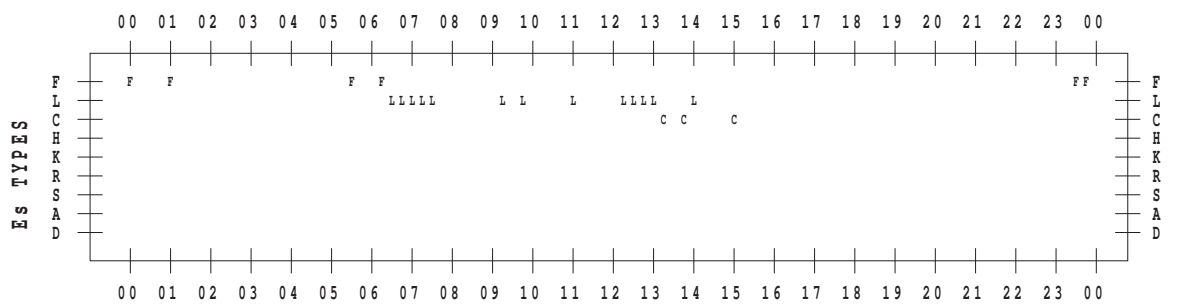 00 01 02 03 04 05 06 07 08 09 10 11 12 13 14 15 16 17 18 19 20 21 22 23 00
F F F F F F F F
L L L L L L L L L L L L L L L
C C C C C
H H
K K
R R
S S
A A
D D
Es TYPES
00 01 02 03 04 05 06 07 08 09 10 11 12 13 14 15 16 17 18 19 20 21 22 23 00